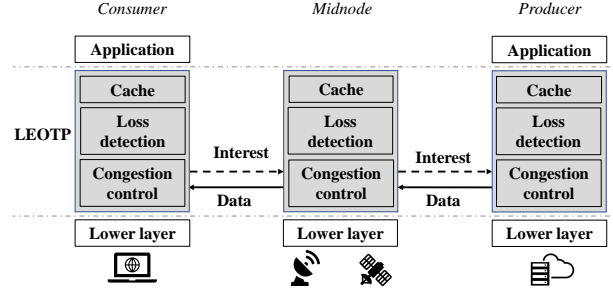 Consumer Midnode Producer
Application Application
Cache Cache Cache
LEOTP Loss detection Loss detection Loss detection
Interest Interest
Congestion control Congestion control Congestion control
Data Data
Lower layer Lower layer Lower layer